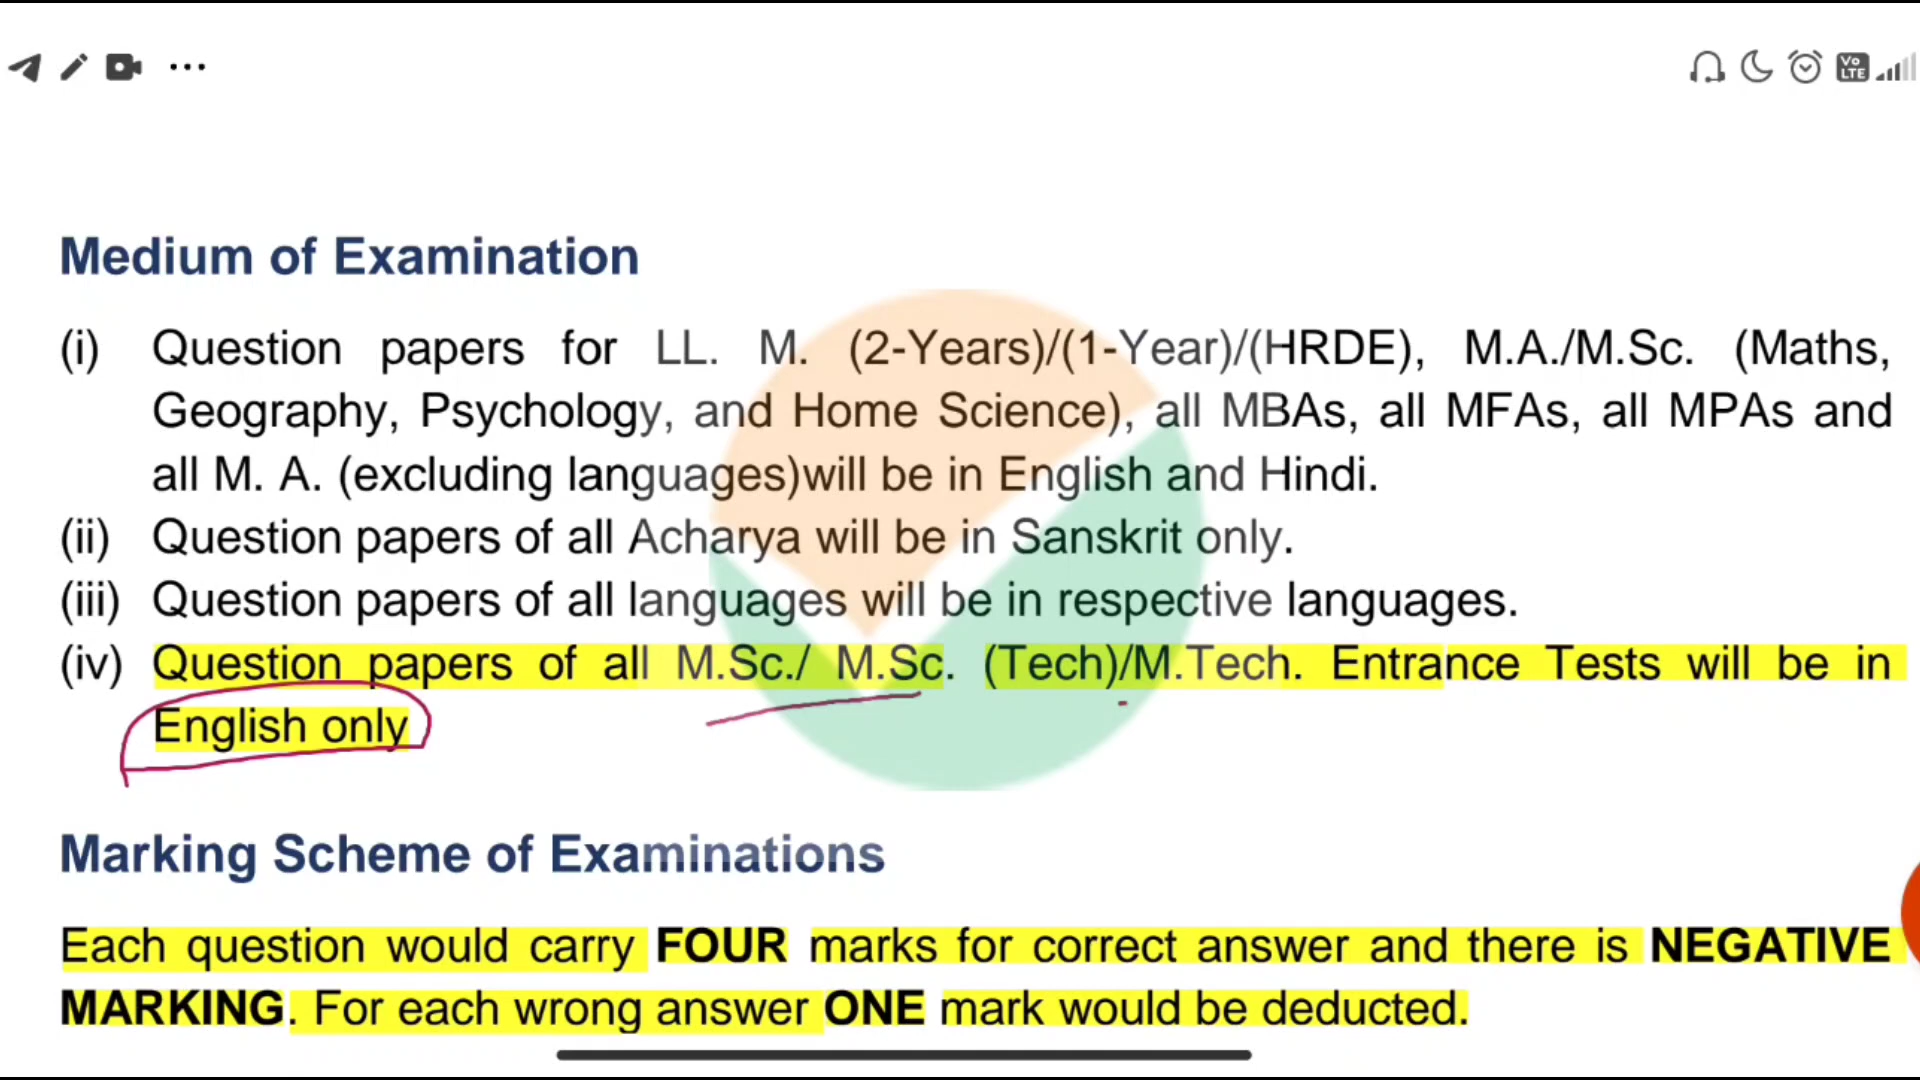 Vo
LTE
Medium of Examination
(i) Question papers for LL. M. (2-Years)/(1-Year)/(HRDE), M.A./M.Sc. (Maths,
Geography, Psychology, and Home Science), all MBAs, all MFAs, all MPAs and
all M. A. (excluding languages)will be in English and Hindi.
(ii) Question papers of all Acharya will be in Sanskrit only.
(iii) Question papers of all languages will be in respective languages.
(iv) Question papers of all M.Sc./ M.Sc. (Tech)/M.Tech. Entrance Tests will be in
English only
Marking Scheme of Examinations
Each question would carry FOUR marks for correct answer and there is NEGATIVE
MARKING. For each wrong answer ONE mark would be deducted.